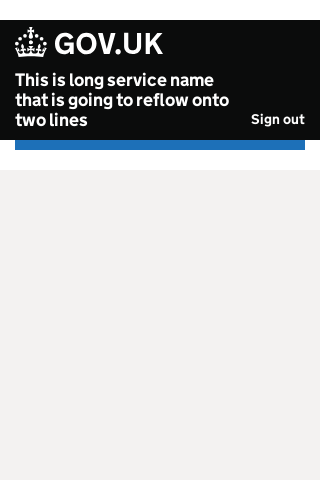 GOV.UK
This is long service name
that is going to reflow onto
two lines
Sign out